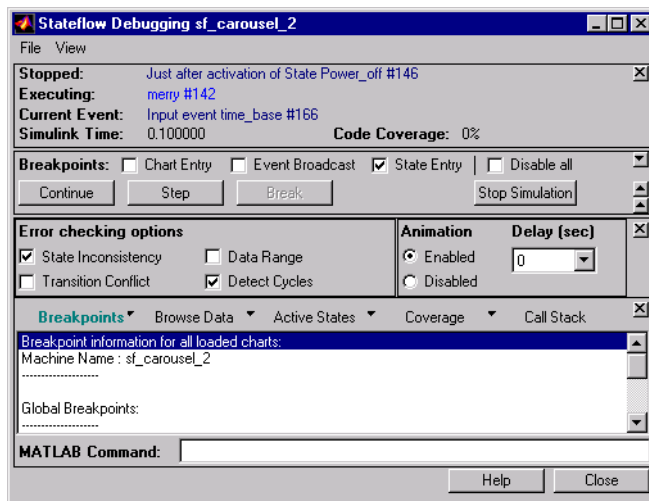 Stateflow Debugging sf_carousel_2
File View
Stopped: Just after activation of State Power_off #146
Executing: merry #142
Current Event: Input event time_base #166
Simulink Time: 0.100000 Code Coverage: 0%
Breakpoints: Chart Entry Event Broadcast State Entry Disable all
Continue Step Break Stop Simulation
Error checking options Animation Delay (sec)
State Inconsistency Data Range Enabled 0
Transition Conflict Detect Cycles Disabled
Breakpoints Browse Data Active States Coverage Call Stack
Breakpoint information for all loaded charts:
Machine Name : sf_carousel_2
--------------------
Global Breakpoints:
--------------------
MATLAB Command:
Help Close